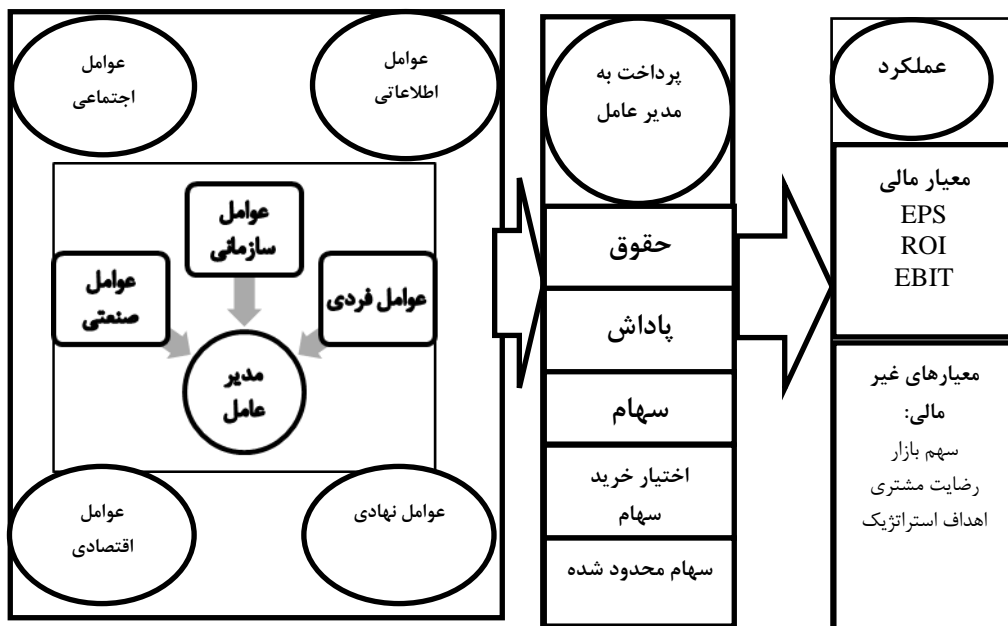 عوامل
اجتماعی
عوامل
اطلاعاتی
عوامل
سازمانی
عوامل
صنعتی
عوامل فردی
مدیر
عامل
عوامل
اقتصادی
عوامل نهادی
پرداخت به
مدیر عامل
حقوق
پاداش
سهام
اختیار خرید
سهام
سهام محدود شده
عملکرد
معیار مالی
EPS
ROI
EBIT
معیارهای غیر
مالی:
سهم بازار
رضایت مشتری
اهداف استراتژیک